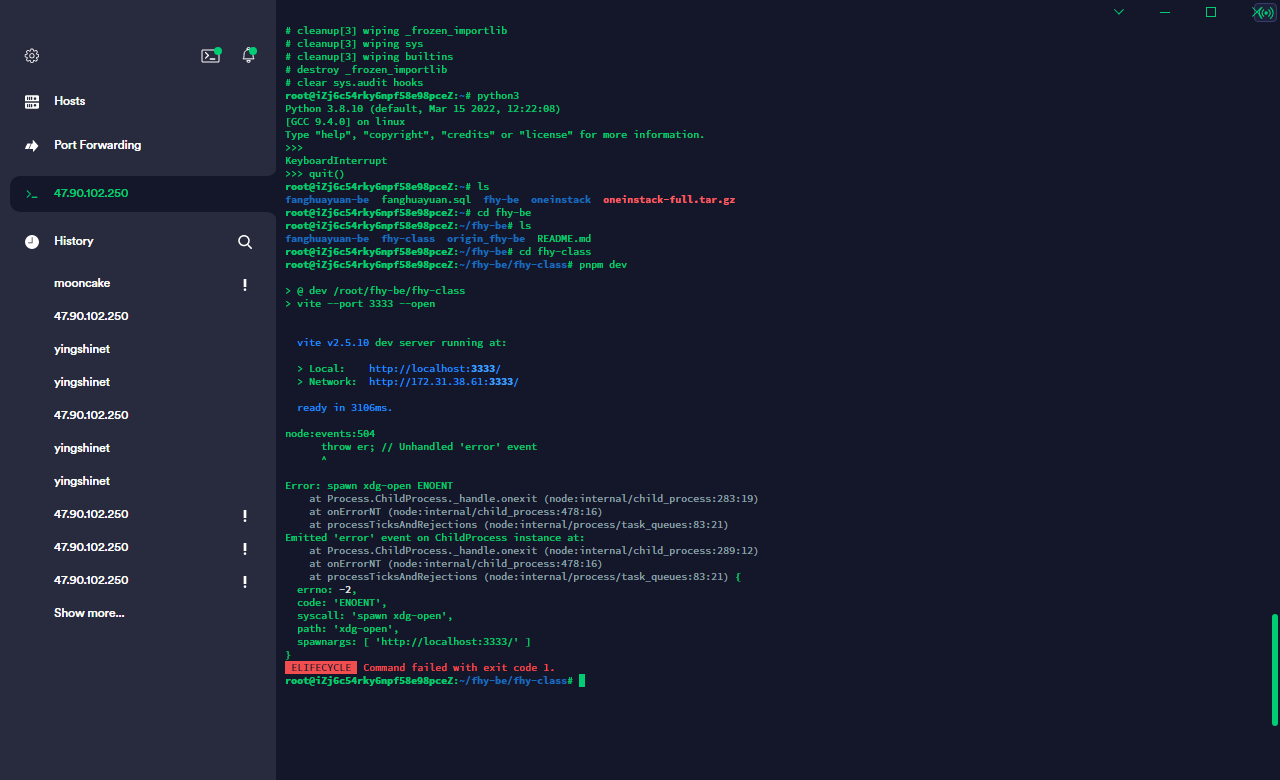 Hosts
Port Forwarding
47.90.102.250
History
mooncake
47.90.102.250
yingshinet
yingshinet
47.90.102.250
yingshinet
yingshinet
47.90.102.250
47.90.102.250
47.90.102.250
Show more...
# cleanup[3] wiping _frozen_importlib
# cleanup[3] wiping sys
# cleanup[3] wiping builtins
# destroy _frozen_importlib
# clear sys.audit hooks
root@iZj6c54rky6npf58e98pceZ:~# python3
Python 3.8.10 (default, Mar 15 2022, 12:22:08)
[GCC 9.4.0] on linux
Type "help", "copyright", "credits" or "license" for more information.
>>>
KeyboardInterrupt
>>> quit()
root@iZj6c54rky6npf58e98pceZ:~# ls
fanghuayuan-be  fanghuayuan.sql  fhy-be  oneinstack  oneinstack-full.tar.gz
root@iZj6c54rky6npf58e98pceZ:~# cd fhy-be
root@iZj6c54rky6npf58e98pceZ:~/fhy-be# ls
fanghuayuan-be  fhy-class  origin_fhy-be  README.md
root@iZj6c54rky6npf58e98pceZ:~/fhy-be# cd fhy-class
root@iZj6c54rky6npf58e98pceZ:~/fhy-be/fhy-class# pnpm dev
> @ dev /root/fhy-be/fhy-class
> vite --port 3333 --open
vite v2.5.10 dev server running at:
> Local:    http://localhost:3333/
> Network:  http://172.31.38.61:3333/
ready in 3106ms.
node:events:504
throw er; // Unhandled 'error' event
^
Error: spawn xdg-open ENOENT
at Process.ChildProcess._handle.onexit (node:internal/child_process:283:19)
at onErrorNT (node:internal/child_process:478:16)
at processTicksAndRejections (node:internal/process/task_queues:83:21)
Emitted 'error' event on ChildProcess instance at:
at Process.ChildProcess._handle.onexit (node:internal/child_process:289:12)
at onErrorNT (node:internal/child_process:478:16)
at processTicksAndRejections (node:internal/process/task_queues:83:21) {
errno: -2,
code: 'ENOENT',
syscall: 'spawn xdg-open',
path: 'xdg-open',
spawnargs: [ 'http://localhost:3333/' ]
}
ELIFECYCLE  Command failed with exit code 1.
root@iZj6c54rky6npf58e98pceZ:~/fhy-be/fhy-class#